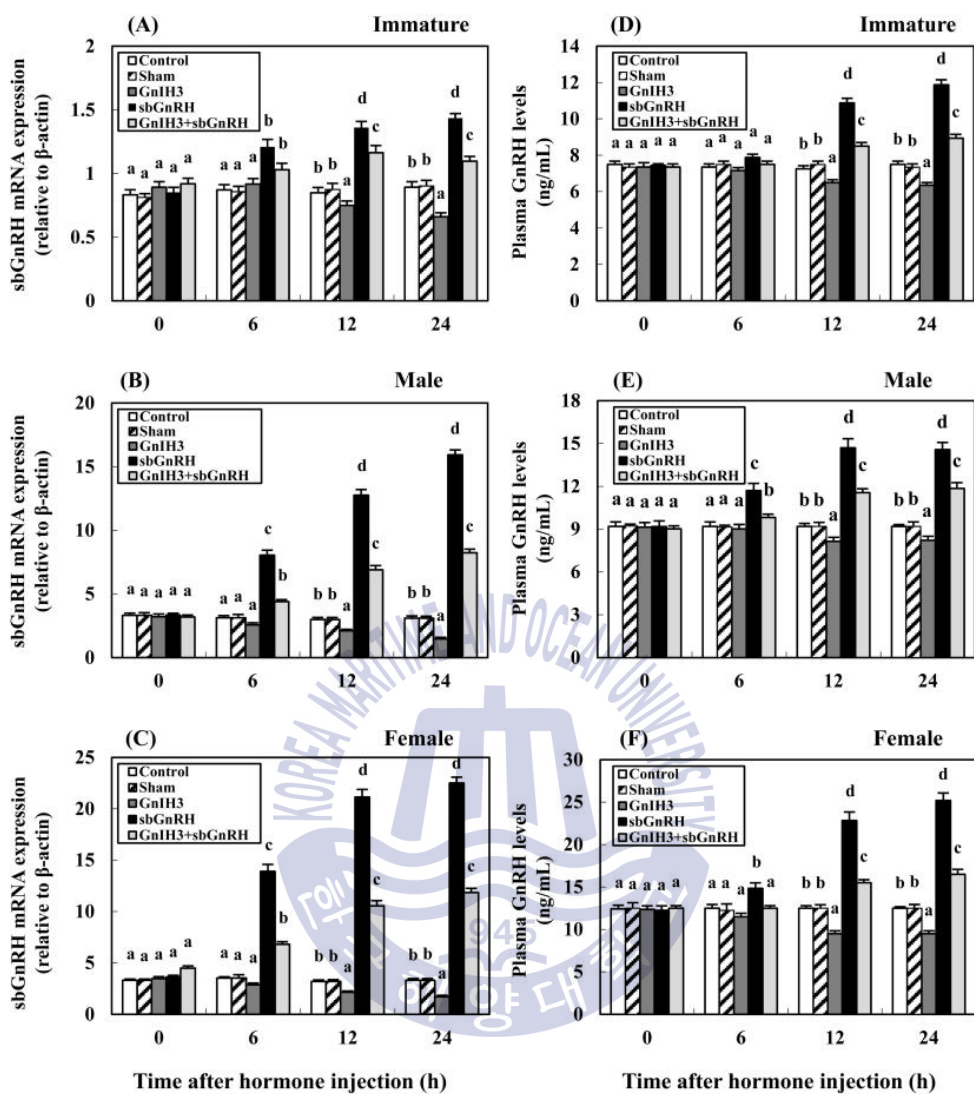 (A) Immature
sbGnRH mRNA expression
(relative to β-actin)
2
1.5
1
0.5
0
Control
Sham
GnIH3
sbGnRH
GnIH3+sbGnRH
a a a a a
a a a b b
b b a d c
b b a d c
0 6 12 24
(D) Immature
Plasma GnRH levels
(ng/mL)
14
12
10
8
6
4
2
0
Control
Sham
GnIH3
sbGnRH
GnIH3+sbGnRH
a a a a a
a a a a a
b b a d c
b b a d c
0 6 12 24
(B) Male
sbGnRH mRNA expression
(relative to β-actin)
20
15
10
5
0
Control
Sham
GnIH3
sbGnRH
GnIH3+sbGnRH
a a a a a
a a a c b
b b a d c
b b a d c
0 6 12 24
(E) Male
Plasma GnRH levels
(ng/mL)
18
15
12
9
6
3
0
Control
Sham
GnIH3
sbGnRH
GnIH3+sbGnRH
a a a a a
a a a c b
b b a d c
b b a d c
0 6 12 24
(C) Female
sbGnRH mRNA expression
(relative to β-actin)
25
20
15
10
5
0
Control
Sham
GnIH3
sbGnRH
GnIH3+sbGnRH
a a a a a
a a a c b
b b a d c
b b a d c
0 6 12 24
Time after hormone injection (h)
(F) Female
Plasma GnRH levels
(ng/mL)
30
25
20
15
10
5
0
Control
Sham
GnIH3
sbGnRH
GnIH3+sbGnRH
a a a a a
a a a b a
b b a d c
b b a d c
0 6 12 24
Time after hormone injection (h)
KOREA MARITIME AND OCEAN UNIVERSITY